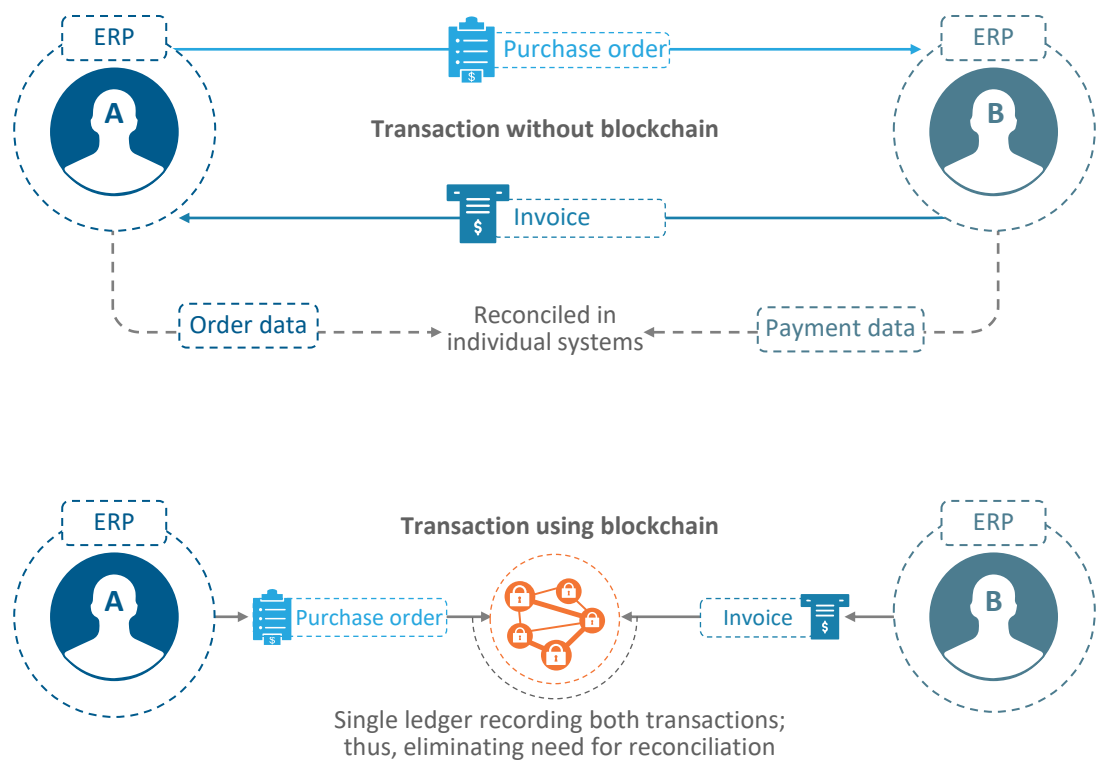 ERP
ERP
Purchase order
$
A
B
Transaction without blockchain
Invoice
$
Order data
Reconciled in
individual systems
Payment data
ERP
ERP
Transaction using blockchain
A
B
Purchase order
$
Invoice
$
Single ledger recording both transactions;
thus, eliminating need for reconciliation